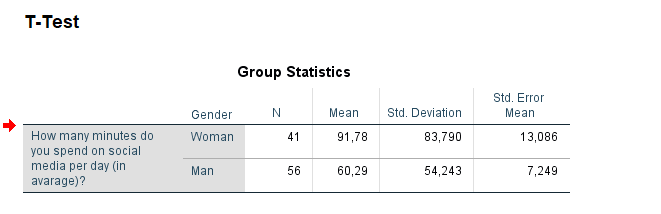 T-Test
Group Statistics
Gender N Mean Std. Deviation Std. Error Mean
How many minutes do you spend on social media per day (in avarage)? Woman 41 91,78 83,790 13,086
Man 56 60,29 54,243 7,249